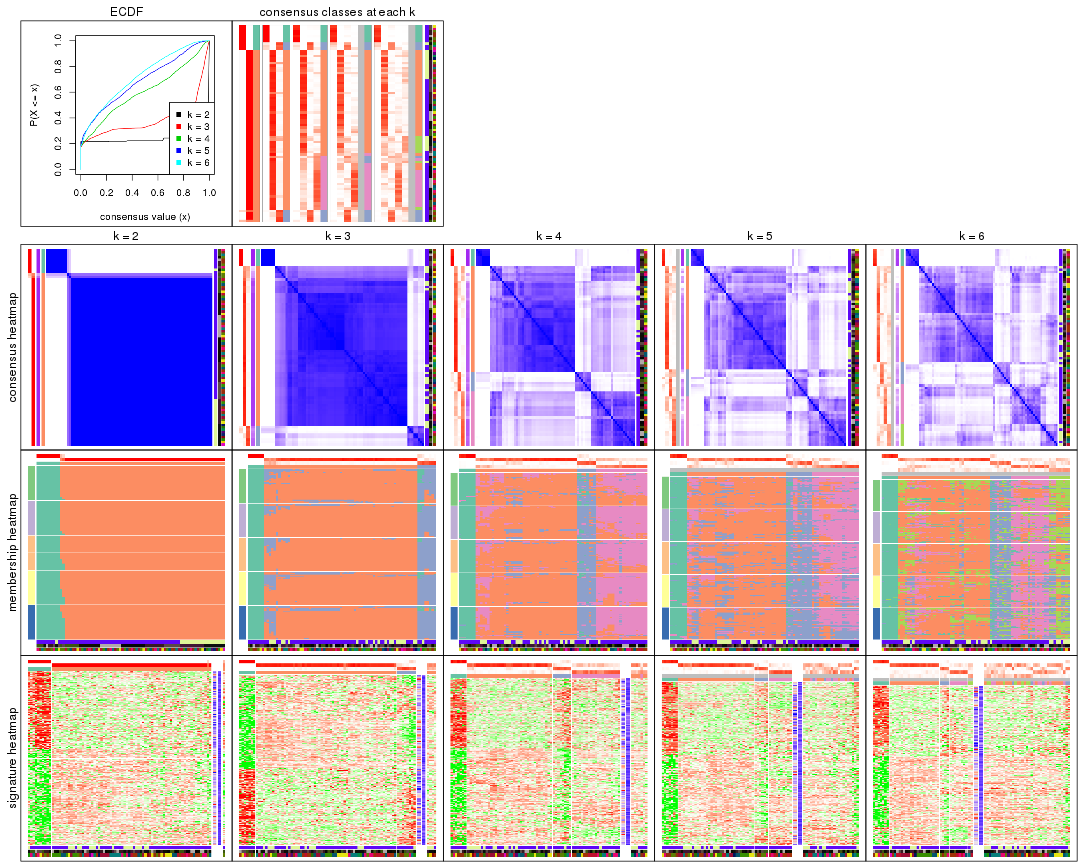 ECDF
consensus classes at each k
P(X <= x)
0.0
0.2
0.4
0.6
0.8
1.0
k = 2
k = 3
k = 4
k = 5
k = 6
0.0 0.2 0.4 0.6 0.8 1.0
consensus value (x)
k = 2
k = 3
k = 4
k = 5
k = 6
consensus heatmap
membership heatmap
signature heatmap